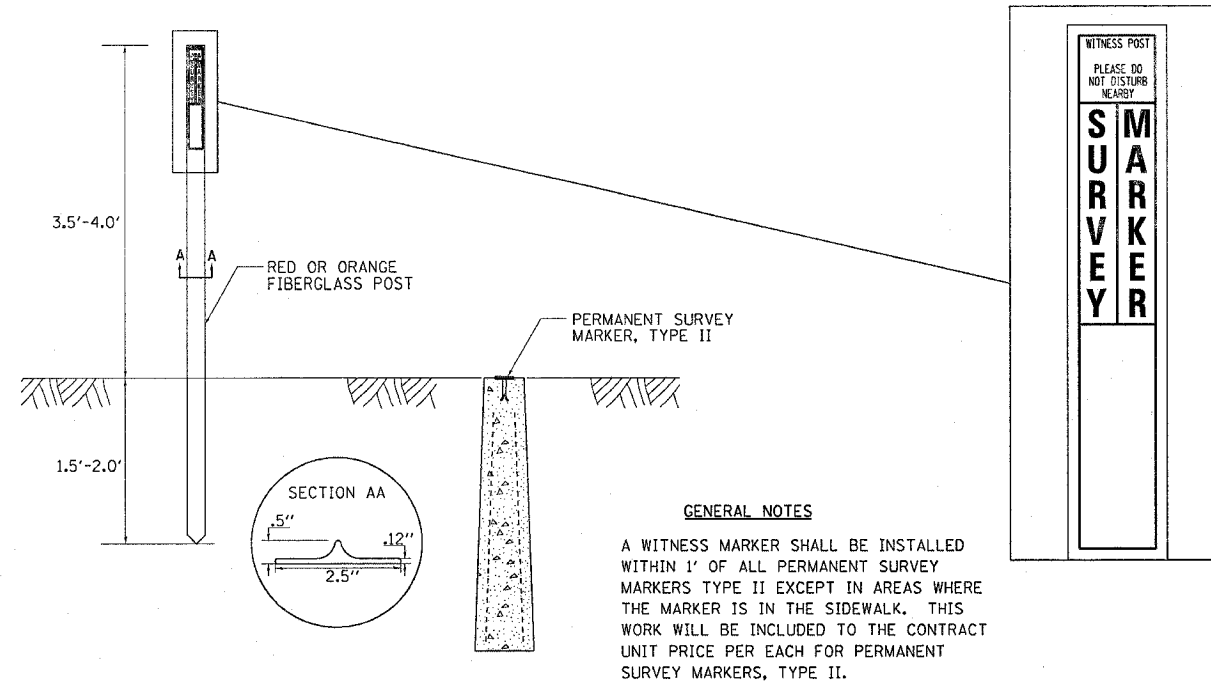 WITNESS POST
PLEASE DO
NOT DISTURB
NEARBY
SURVEY
MARKER
3.5'-4.0'
A A
RED OR ORANGE
FIBERGLASS POST
PERMANENT SURVEY
MARKER, TYPE II
1.5'-2.0'
SECTION AA
.5"
.12"
2.5"
GENERAL NOTES
A WITNESS MARKER SHALL BE INSTALLED
WITHIN 1' OF ALL PERMANENT SURVEY
MARKERS TYPE II EXCEPT IN AREAS WHERE
THE MARKER IS IN THE SIDEWALK. THIS
WORK WILL BE INCLUDED TO THE CONTRACT
UNIT PRICE PER EACH FOR PERMANENT
SURVEY MARKERS, TYPE II.